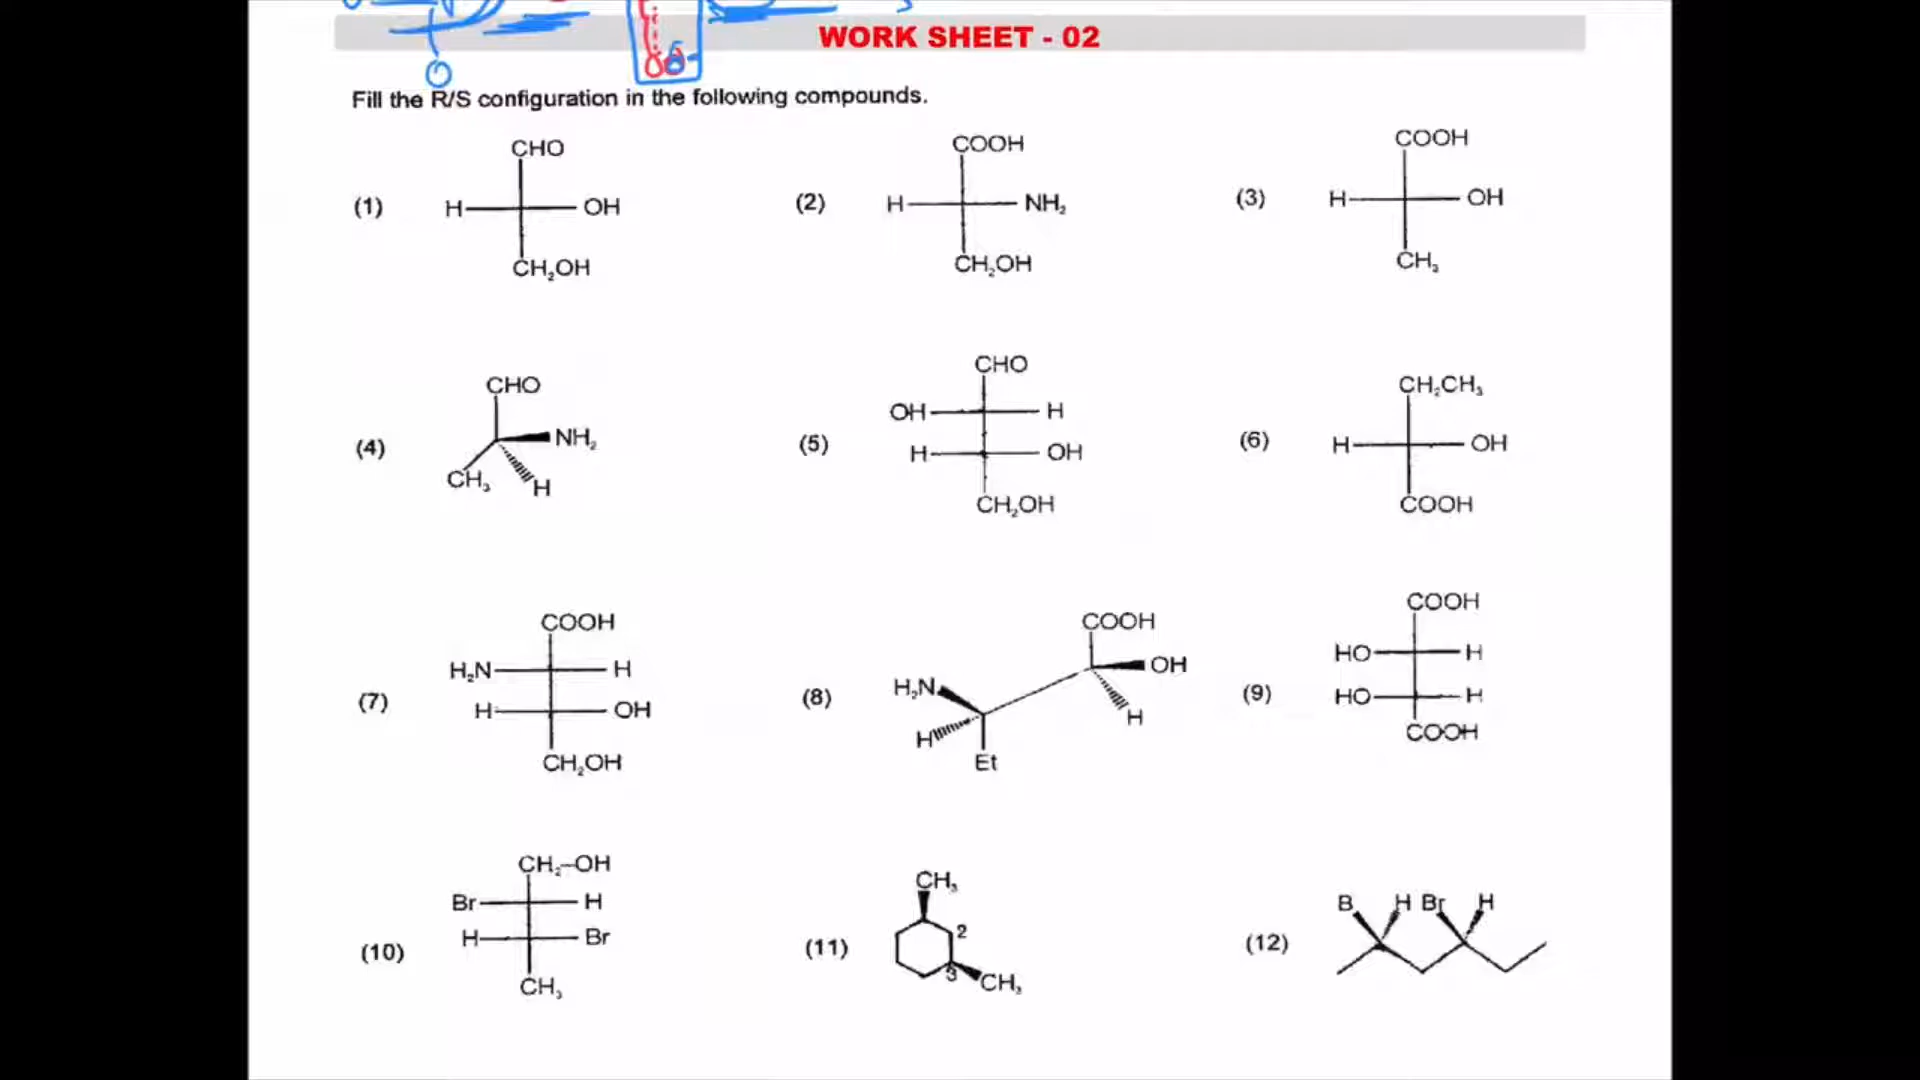 WORK SHEET - 02
Fill the R/S configuration in the following compounds.
(1)
CHO
H
OH
CH₂OH
(2)
COOH
H
NH₂
CH₂OH
(3)
COOH
H
OH
CH₃
(4)
CHO
NH₂
CH₃
H
(5)
CHO
OH
H
H
OH
CH₂OH
(6)
CH₂CH₃
H
OH
COOH
(7)
COOH
H₂N
H
H
OH
CH₂OH
(8)
COOH
OH
H₂N
H
H
Et
(9)
COOH
HO
H
HO
H
COOH
(10)
CH₂-OH
Br
H
H
Br
CH₃
(11)
CH₃
2
3
CH₃
(12)
B
H
Br
H